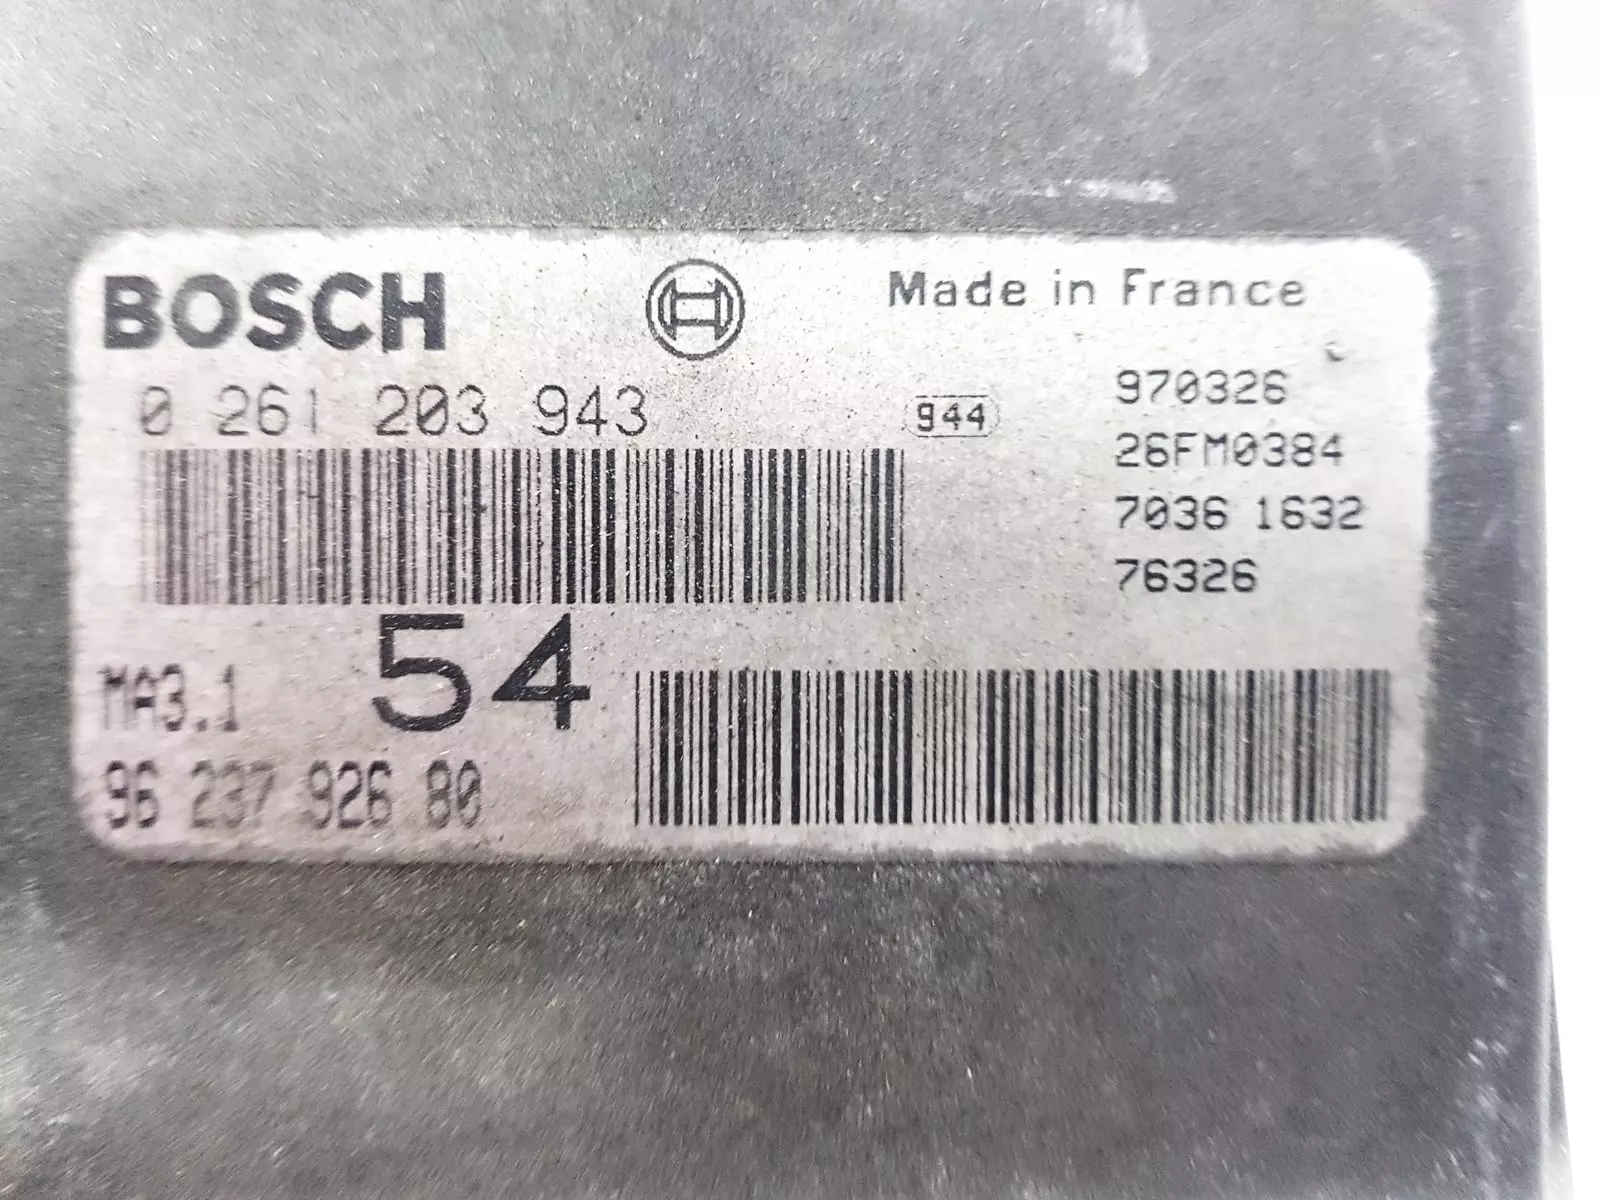 BOSCH
Made in France
0 261 203 943
944
970326
26FM0384
7036 1632
76326
MA3.1
54
96 237 926 80